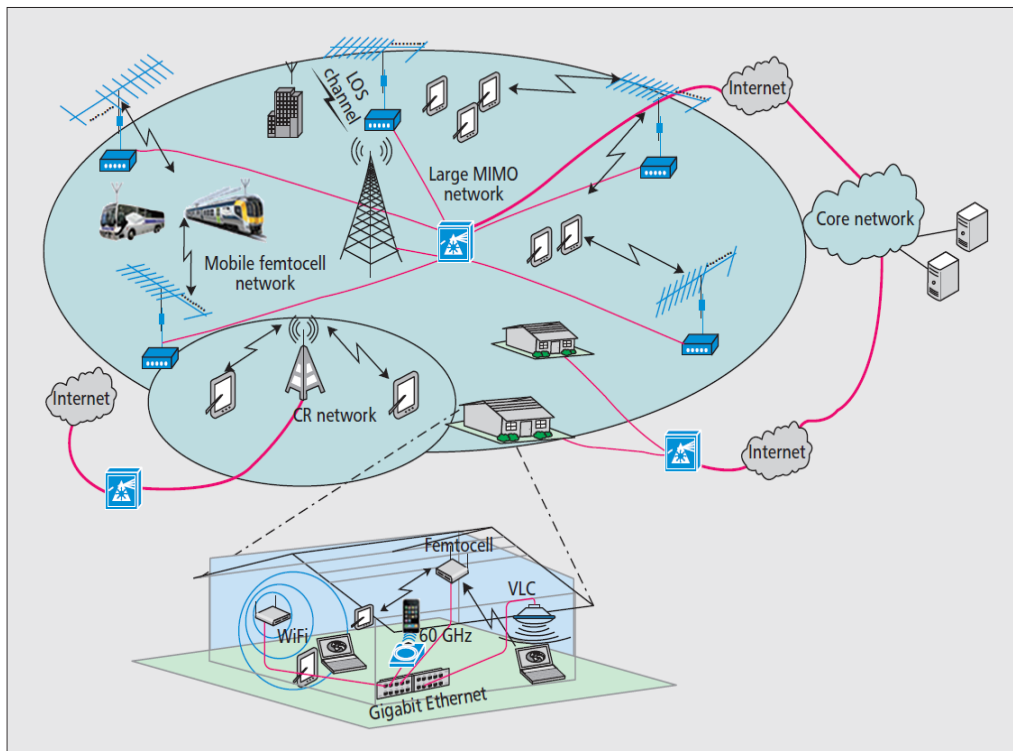 LOS
channel
Internet
Large MIMO
network
Core network
Mobile femtocell
network
Internet
CR network
Internet
Femtocell
VLC
WiFi
60 GHz
Gigabit Ethernet